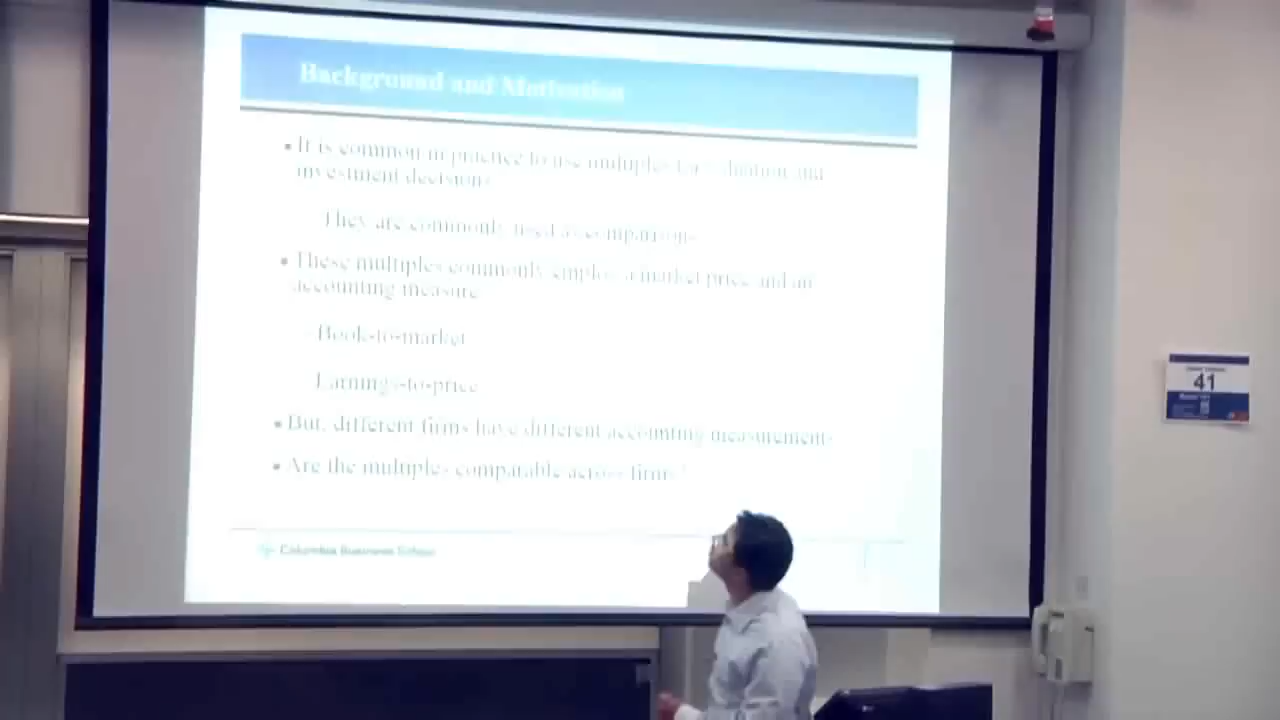 Background and Motivation
It is common in practice to use multiples for valuation and
investment decisions
They are commonly used as comparisons
These multiples commonly employ a market price and an
accounting measure
Book-to-market
Earnings-to-price
But, different firms have different accounting measurements
Are the multiples comparable across firms?
Columbia Business School
41